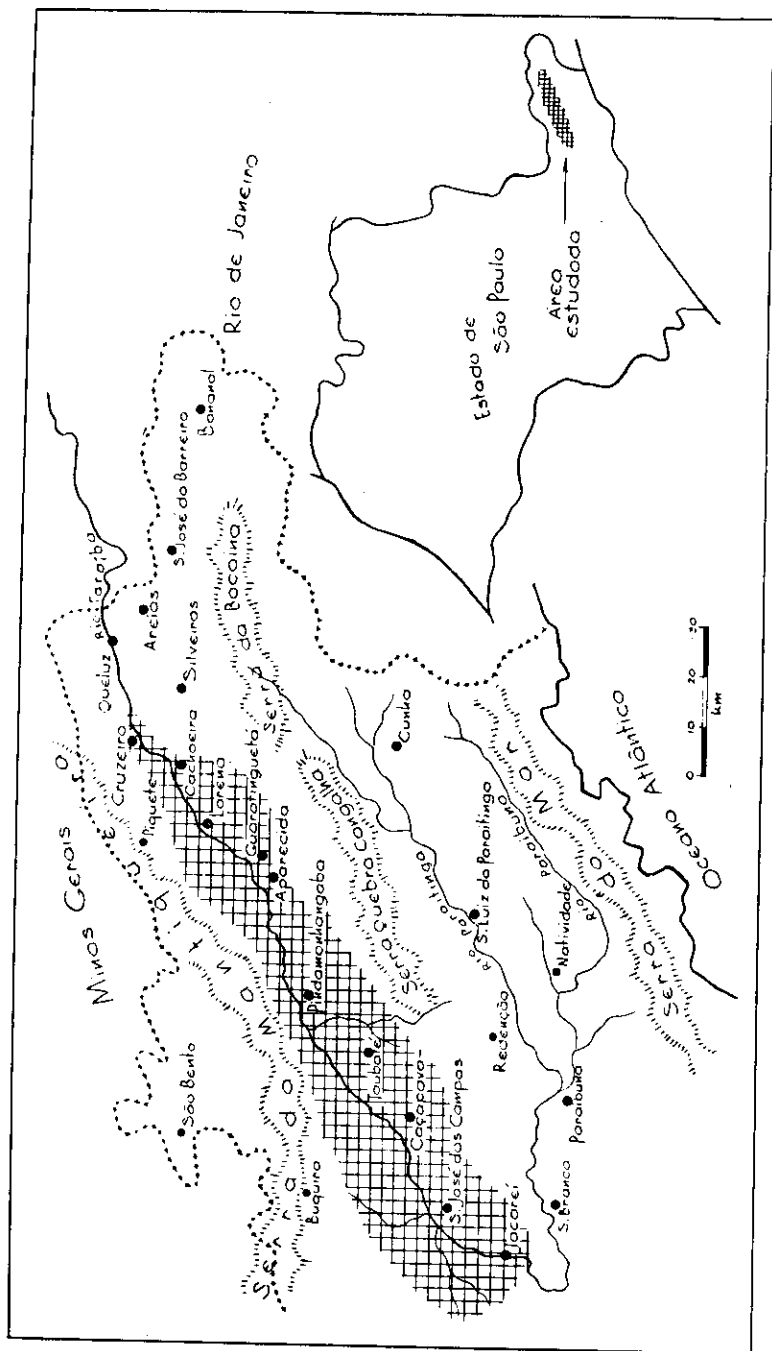 Minas Gerais
Rio de Janeiro
São Bento
Serra da Mantiqueira
Buquira
Piquete
Cruzeiro
Queluz
Rio Paraíba
Areias
S. José do Barreiro
Bananal
Silveiras
Cachoeira
Lorena
Guaratinguetá
Aparecida
Pindamonhangaba
Taubaté
Caçapava
S. José dos Campos
Jacareí
Serra da Bocaina
Serra Quebra Cangalha
Cunha
Rio Paraitinga
S. Luiz do Paraitinga
Redenção
Natividade
Rio Paraibuna
Paraibuna
S. Branco
Serra do Mar
Oceano Atlântico
0 10 20 30
km
Estado de
São Paulo
Área
estudada